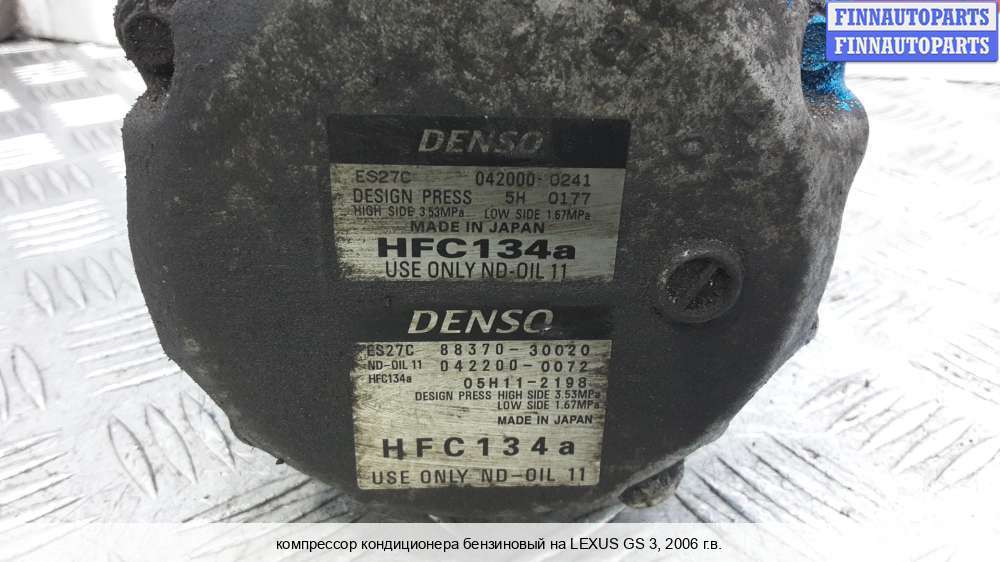 FINNAUTOPARTS
FINNAUTOPARTS
DENSO
ES27C 042000-0241
DESIGN PRESS 5H 0177
HIGH SIDE 3.53MPa LOW SIDE 1.67MPa
MADE IN JAPAN
HFC134a
USE ONLY ND-OIL 11
DENSO
ES27C 88370-30020
ND-OIL 11 042200-0072
HFC134a 05H11-2198
DESIGN PRESS HIGH SIDE 3.53MPa
LOW SIDE 1.67MPa
MADE IN JAPAN
HFC134a
USE ONLY ND-OIL 11
компрессор кондиционера бензиновый на LEXUS GS 3, 2006 г.в.